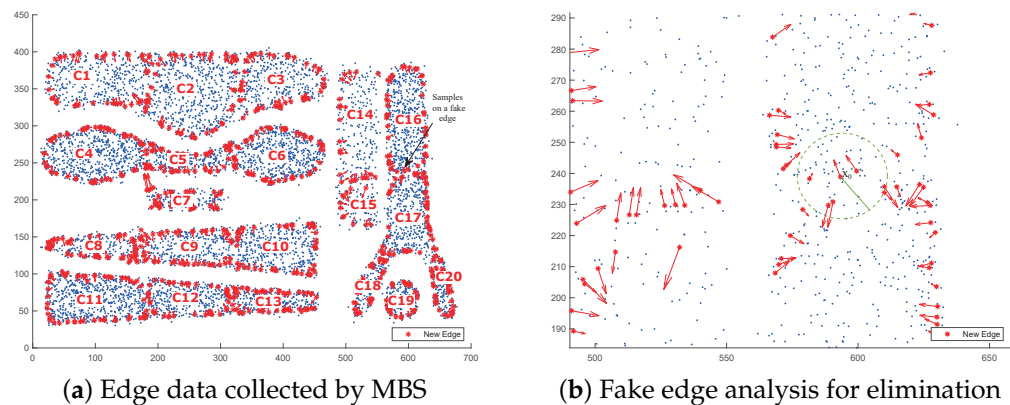 450
400
350
300
250
200
150
100
50
0
0 100 200 300 400 500 600 700
C1
C2
C3
C4
C5
C6
C7
C8
C9
C10
C11
C12
C13
C14
C15
C16
C17
C18
C19
C20
Samples
on a fake
edge
New Edge
(a) Edge data collected by MBS
290
280
270
260
250
240
230
220
210
200
190
500 550 600 650
New Edge
(b) Fake edge analysis for elimination